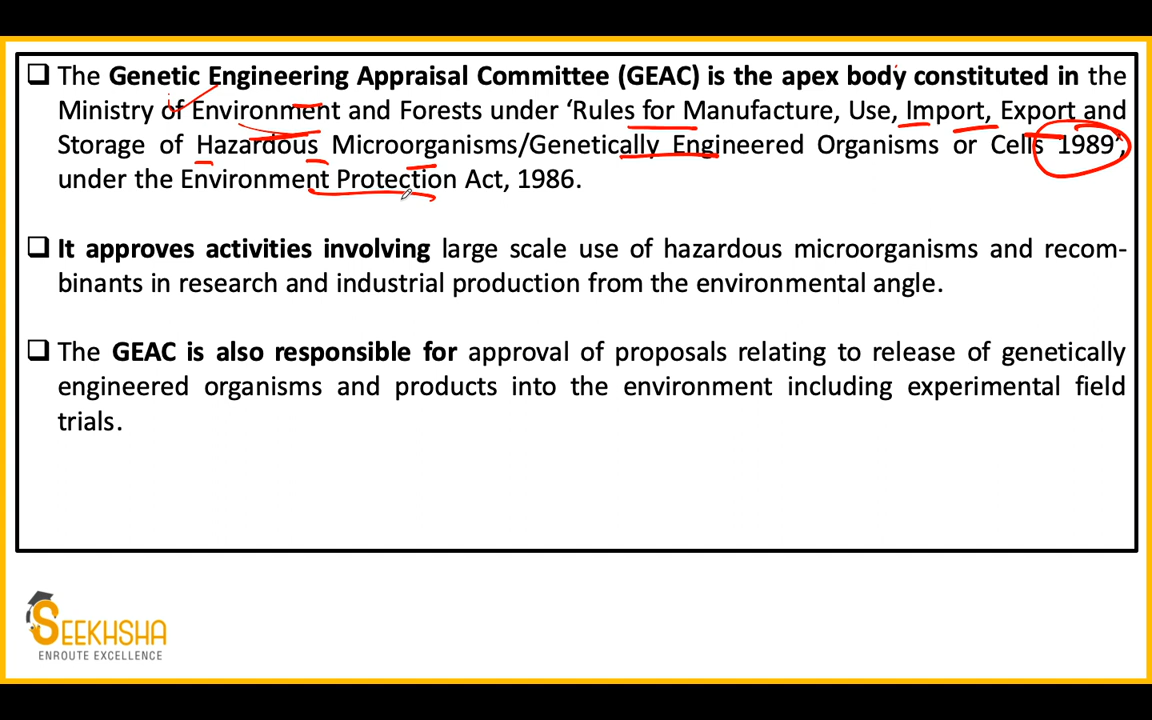 ❑ The Genetic Engineering Appraisal Committee (GEAC) is the apex body constituted in the
Ministry of Environment and Forests under ‘Rules for Manufacture, Use, Import, Export and
Storage of Hazardous Microorganisms/Genetically Engineered Organisms or Cells 1989’,
under the Environment Protection Act, 1986.
❑ It approves activities involving large scale use of hazardous microorganisms and recom-
binants in research and industrial production from the environmental angle.
❑ The GEAC is also responsible for approval of proposals relating to release of genetically
engineered organisms and products into the environment including experimental field
trials.
SEEKHSHA
ENROUTE EXCELLENCE